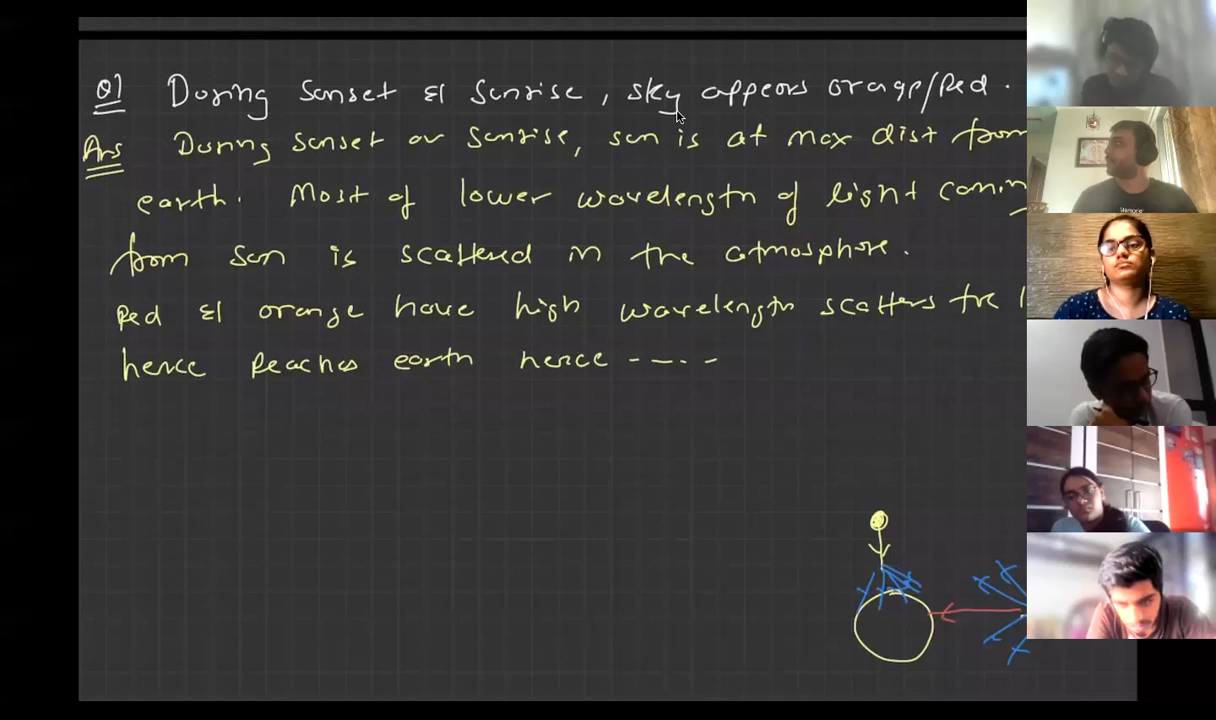 Q] During Sunset & Sunrise, sky appears orange/Red.
Ans During sunset or sunrise, sun is at max dist from
earth. Most of lower wavelength of light coming
from sun is scattered in the atmosphere.
Red & orange have high wavelength scatters the
hence Reaches earth hence ----